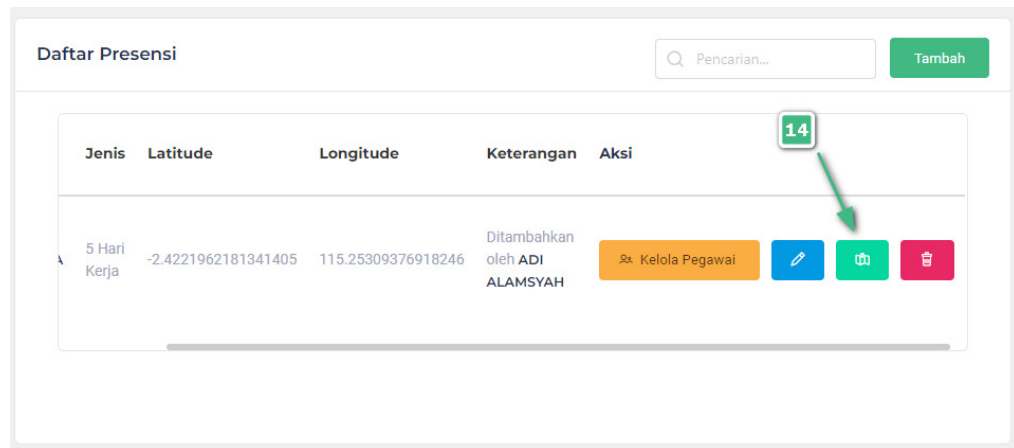 Daftar Presensi
Pencarian...
Tambah
14
Jenis Latitude Longitude Keterangan Aksi
5 Hari
Kerja
-2.4221962181341405 115.25309376918246
Ditambahkan
oleh ADI
ALAMSYAH
Kelola Pegawai